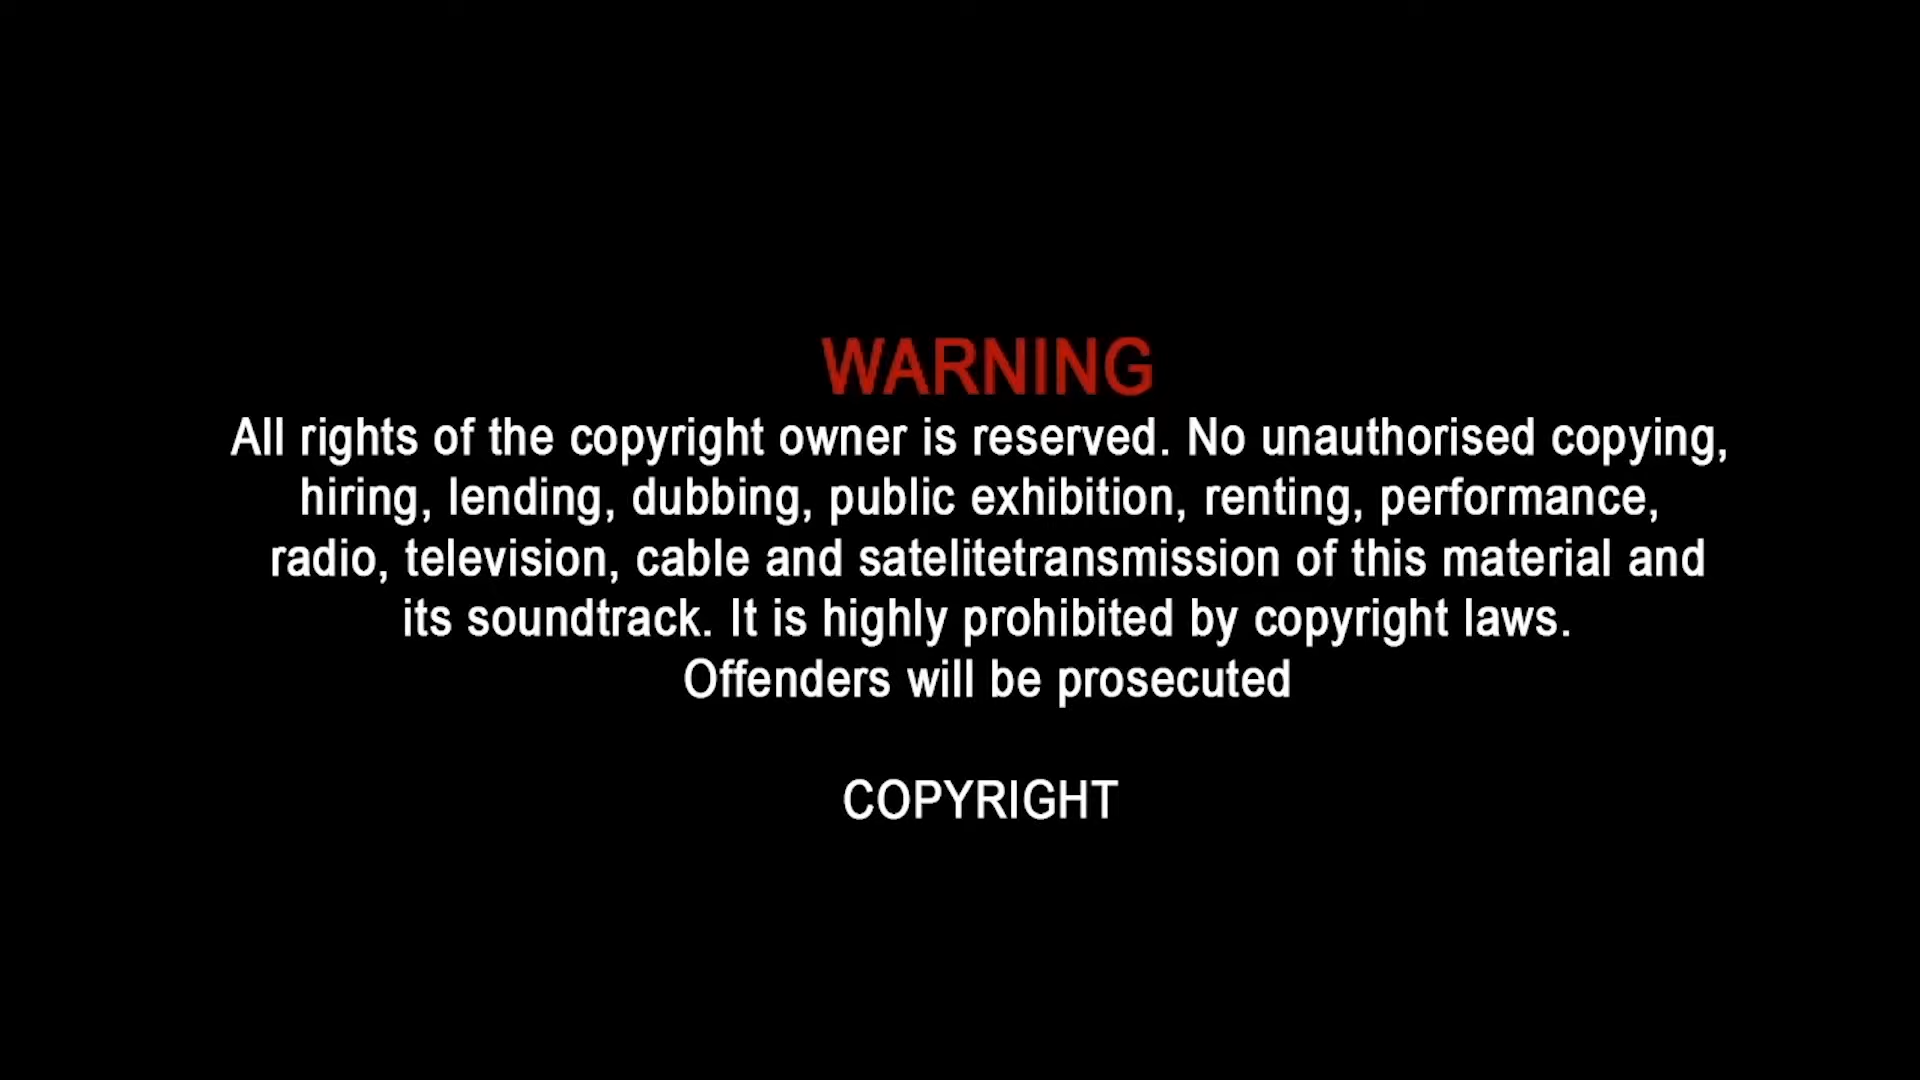 WARNING
All rights of the copyright owner is reserved. No unauthorised copying,
hiring, lending, dubbing, public exhibition, renting, performance,
radio, television, cable and satelitetransmission of this material and
its soundtrack. It is highly prohibited by copyright laws.
Offenders will be prosecuted
COPYRIGHT